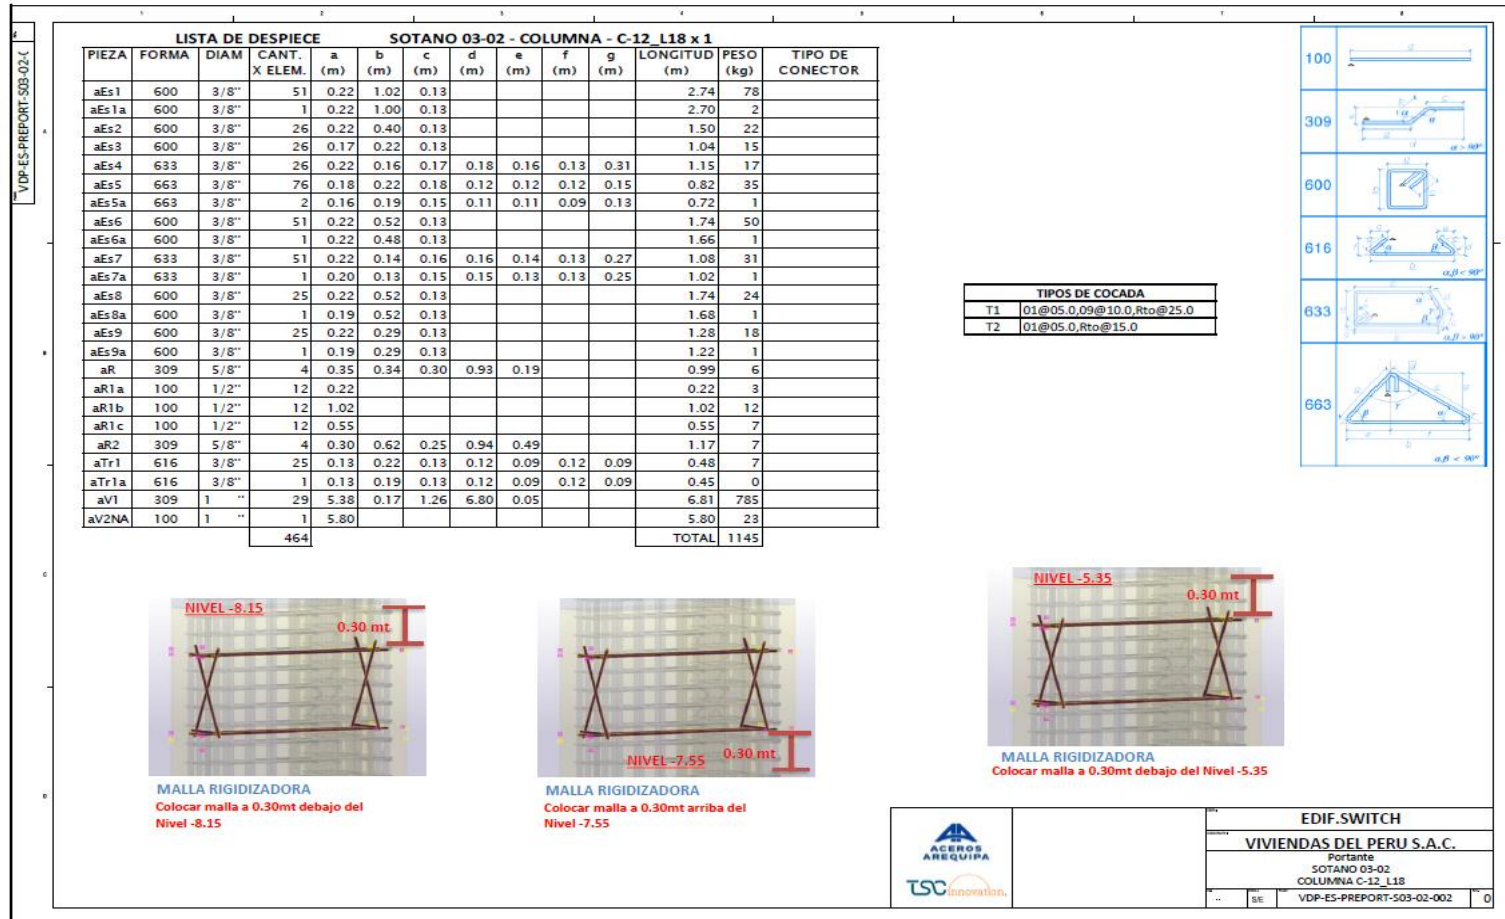 VDP-ES-PREPORT-S03-02-(
LISTA DE DESPIECE SOTANO 03-02 - COLUMNA - C-12_L18 x 1
PIEZA FORMA DIAM CANT. X ELEM. a (m) b (m) c (m) d (m) e (m) f (m) g (m) LONGITUD (m) PESO (kg) TIPO DE CONECTOR
aEs1 600 3/8" 51 0.22 1.02 0.13 2.74 78
aEs1a 600 3/8" 1 0.22 1.00 0.13 2.70 2
aEs2 600 3/8" 26 0.22 0.40 0.13 1.50 22
aEs3 600 3/8" 26 0.17 0.22 0.13 1.04 15
aEs4 633 3/8" 26 0.22 0.16 0.17 0.18 0.16 0.13 0.31 1.15 17
aEs5 663 3/8" 76 0.18 0.22 0.18 0.12 0.12 0.12 0.15 0.82 35
aEs5a 663 3/8" 2 0.16 0.19 0.15 0.11 0.11 0.09 0.13 0.72 1
aEs6 600 3/8" 51 0.22 0.52 0.13 1.74 50
aEs6a 600 3/8" 1 0.22 0.48 0.13 1.66 1
aEs7 633 3/8" 51 0.22 0.14 0.16 0.16 0.14 0.13 0.27 1.08 31
aEs7a 633 3/8" 1 0.20 0.13 0.15 0.15 0.13 0.13 0.25 1.02 1
aEs8 600 3/8" 25 0.22 0.52 0.13 1.74 24
aEs8a 600 3/8" 1 0.19 0.52 0.13 1.68 1
aEs9 600 3/8" 25 0.22 0.29 0.13 1.28 18
aEs9a 600 3/8" 1 0.19 0.29 0.13 1.22 1
aR 309 5/8" 4 0.35 0.34 0.30 0.93 0.19 0.99 6
aR1a 100 1/2" 12 0.22 0.22 3
aR1b 100 1/2" 12 1.02 1.02 12
aR1c 100 1/2" 12 0.55 0.55 7
aR2 309 5/8" 4 0.30 0.62 0.25 0.94 0.49 1.17 7
aTr1 616 3/8" 25 0.13 0.22 0.13 0.12 0.09 0.12 0.09 0.48 7
aTr1a 616 3/8" 1 0.13 0.19 0.13 0.12 0.09 0.12 0.09 0.45 0
aV1 309 1 " 29 5.38 0.17 1.26 6.80 0.05 6.81 785
aV2NA 100 1 " 1 5.80 5.80 23
464 TOTAL 1145
TIPOS DE COCADA
T1 01@05.0,09@10.0,Rto@25.0
T2 01@05.0,Rto@15.0
100
309
α > 90°
600
616
α,β < 90°
633
α,β > 90°
663
α,β < 90°
NIVEL -8.15
0.30 mt
MALLA RIGIDIZADORA
Colocar malla a 0.30mt debajo del
Nivel -8.15
NIVEL -7.55
0.30 mt
MALLA RIGIDIZADORA
Colocar malla a 0.30mt arriba del
Nivel -7.55
NIVEL -5.35
0.30 mt
MALLA RIGIDIZADORA
Colocar malla a 0.30mt debajo del Nivel -5.35
ACEROS
AREQUIPA
TSC innovation.
EDIF.SWITCH
VIVIENDAS DEL PERU S.A.C.
Portante
SOTANO 03-02
COLUMNA C-12_L18
-- S/E VDP-ES-PREPORT-S03-02-002 0